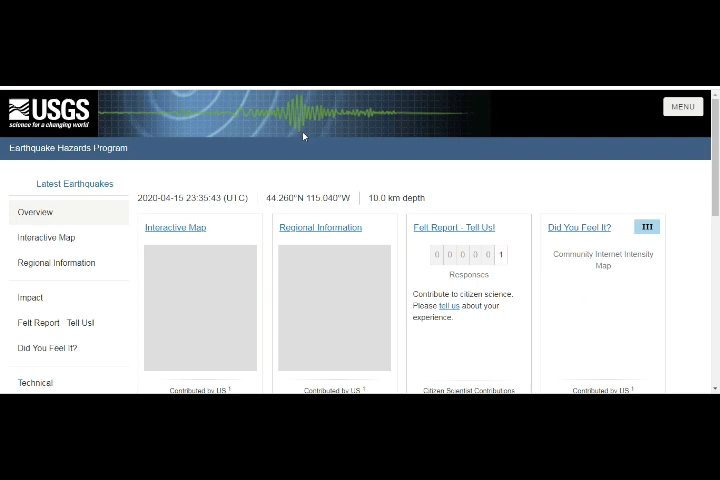 USGS
science for a changing world
MENU
Earthquake Hazards Program
Latest Earthquakes
2020-04-15 23:35:43 (UTC) 44.260°N 115.040°W 10.0 km depth
Overview
Interactive Map
Regional Information
Impact
Felt Report - Tell Us!
Did You Feel It?
Technical
Interactive Map
Contributed by US 1
Regional Information
Contributed by US 1
Felt Report - Tell Us!
0 0 0 0 0 1
Responses
Contribute to citizen science.
Please tell us about your
experience.
Citizen Scientist Contributions
Did You Feel It?
III
Community Internet Intensity
Map
Contributed by US 1